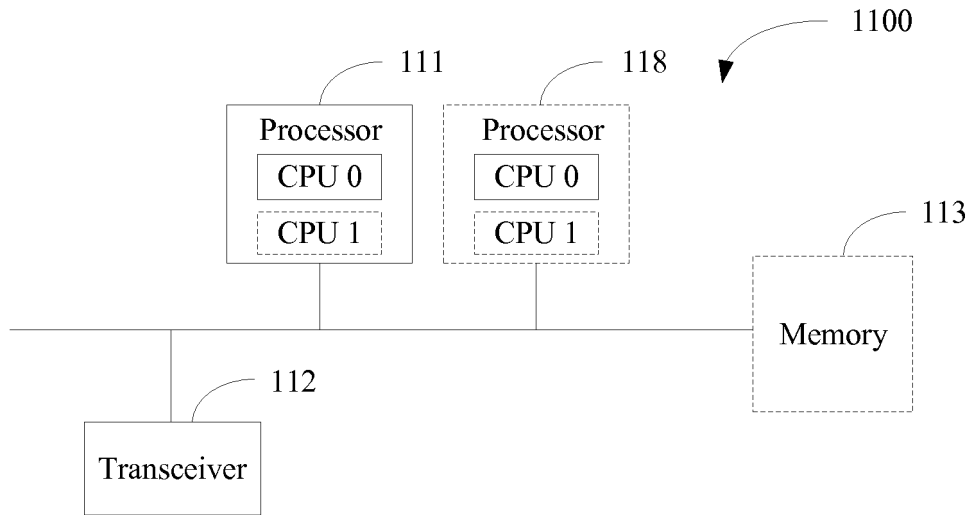 1100
111
118
Processor
Processor
CPU 0
CPU 0
CPU 1
CPU 1
113
Memory
112
Transceiver